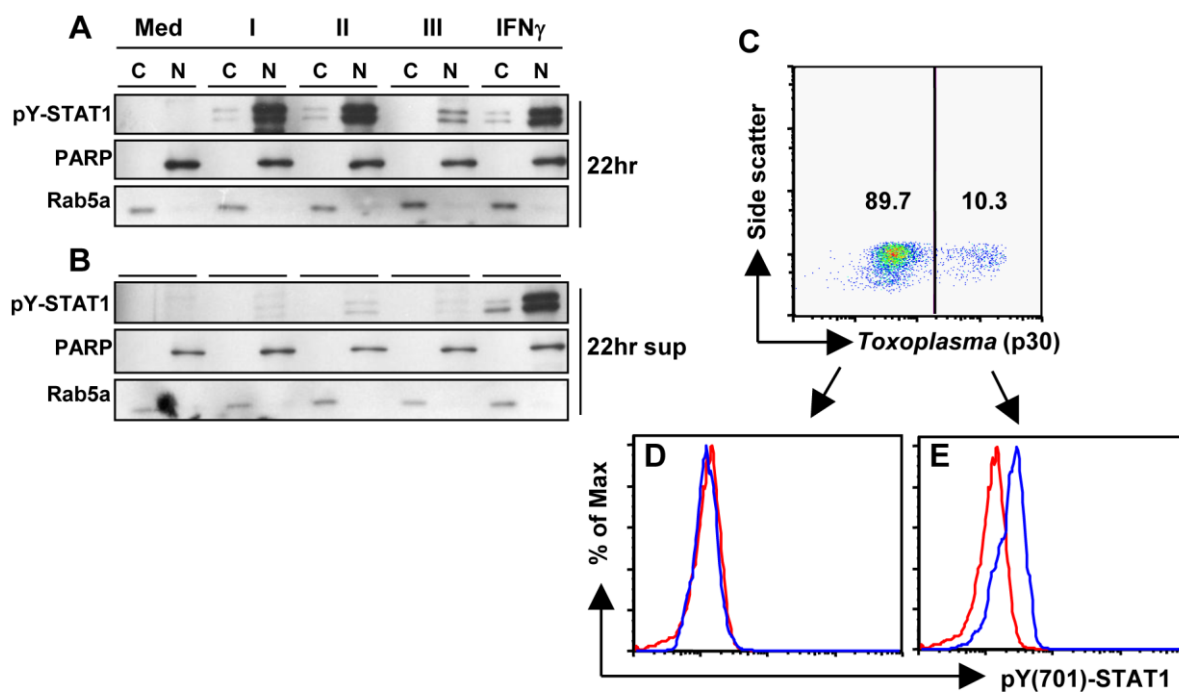 A
Med I II III IFNγ
C N C N C N C N C N
pY-STAT1
PARP
Rab5a
22hr
B
pY-STAT1
PARP
Rab5a
22hr sup
C
Side scatter
89.7 10.3
Toxoplasma (p30)
D
E
% of Max
pY(701)-STAT1